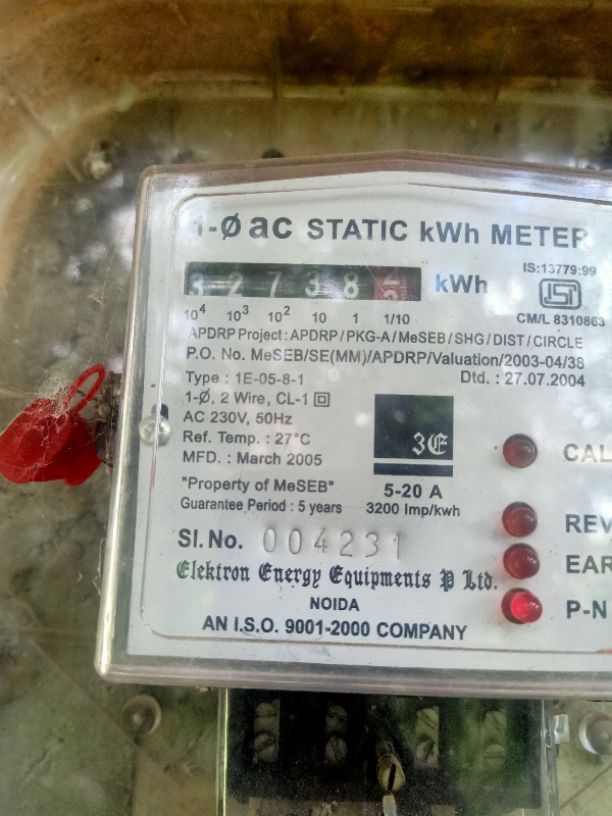 1-Ø ac STATIC kWh METER
3 2 7 3 8 kWh
IS:13779:99
CM/L 8310863
10⁴ 10³ 10² 10 1 1/10
APDRP Project : APDRP / PKG-A / MeSEB / SHG / DIST / CIRCLE
P.O. No. MeSEB/SE(MM)/APDRP/Valuation/2003-04/38
Dtd. : 27.07.2004
Type : 1E-05-8-1
1-Ø, 2 Wire, CL-1
AC 230V, 50Hz
Ref. Temp. : 27°C
MFD. : March 2005
3E
"Property of MeSEB"
Guarantee Period : 5 years
5-20 A
3200 Imp/kwh
CAL
REV
EAR
P-N
Sl. No. 004231
Elektron Energy Equipments P Ltd.
NOIDA
AN I.S.O. 9001-2000 COMPANY